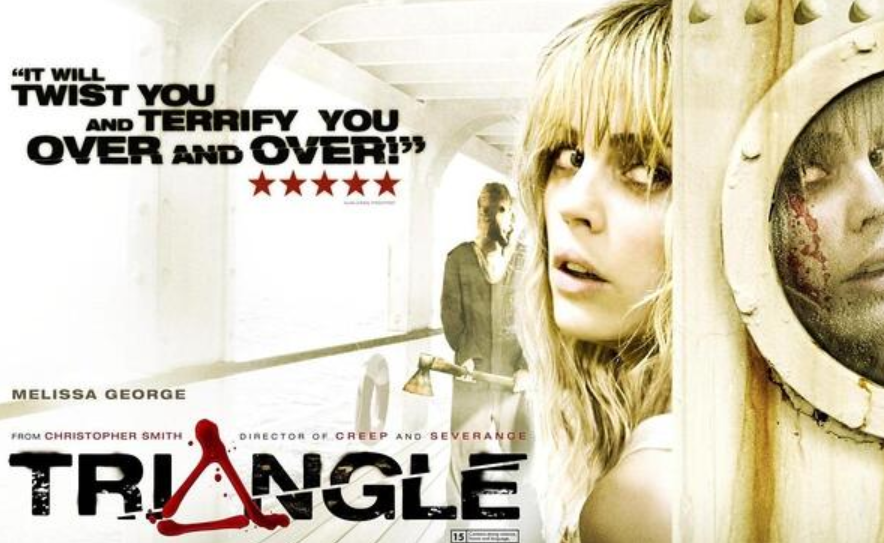 “IT WILL
TWIST YOU
AND TERRIFY YOU
OVER AND OVER!”
MELISSA GEORGE
FROM CHRISTOPHER SMITH DIRECTOR OF CREEP AND SEVERANCE
TRIANGLE
15